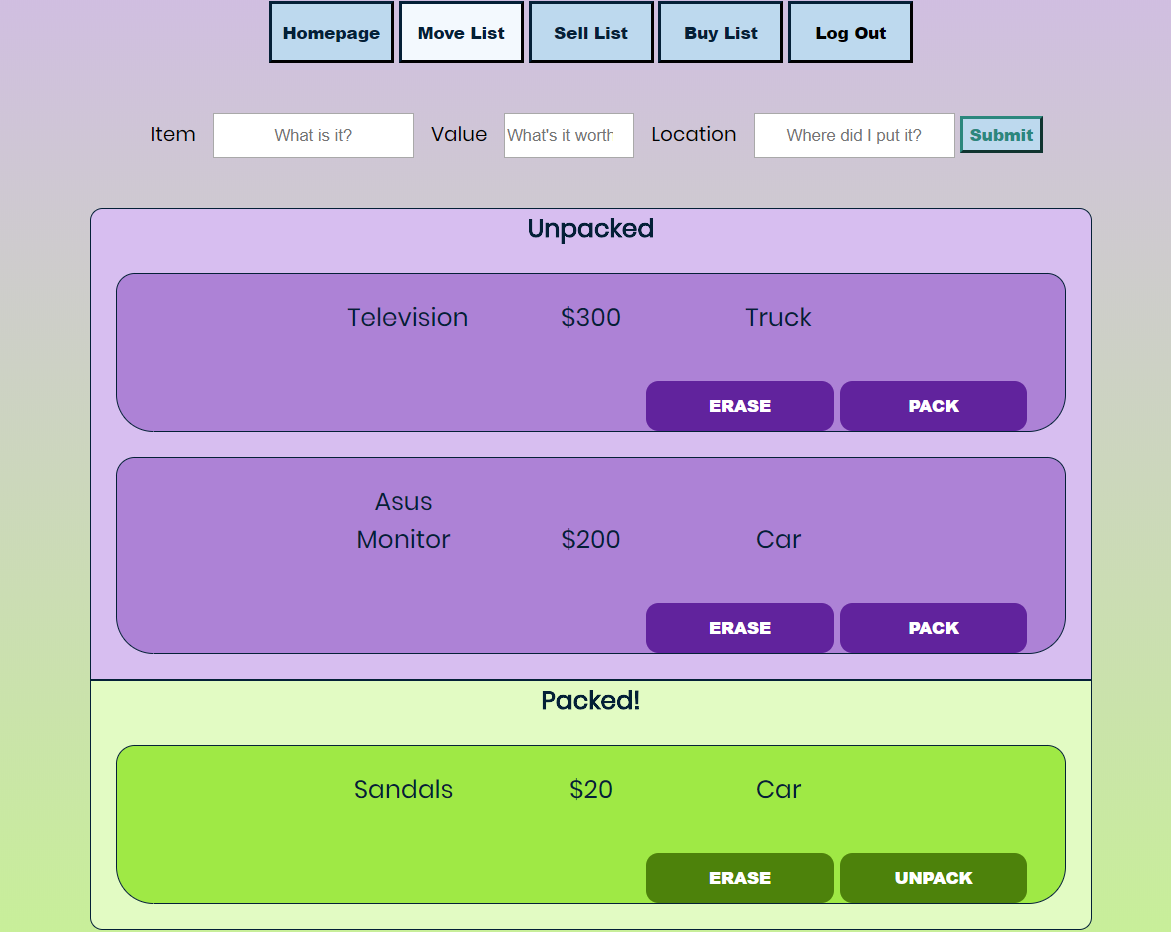 Homepage Move List Sell List Buy List Log Out
Item What is it? Value What's it worth Location Where did I put it? Submit
Unpacked
Television $300 Truck
ERASE PACK
Asus
Monitor $200 Car
ERASE PACK
Packed!
Sandals $20 Car
ERASE UNPACK